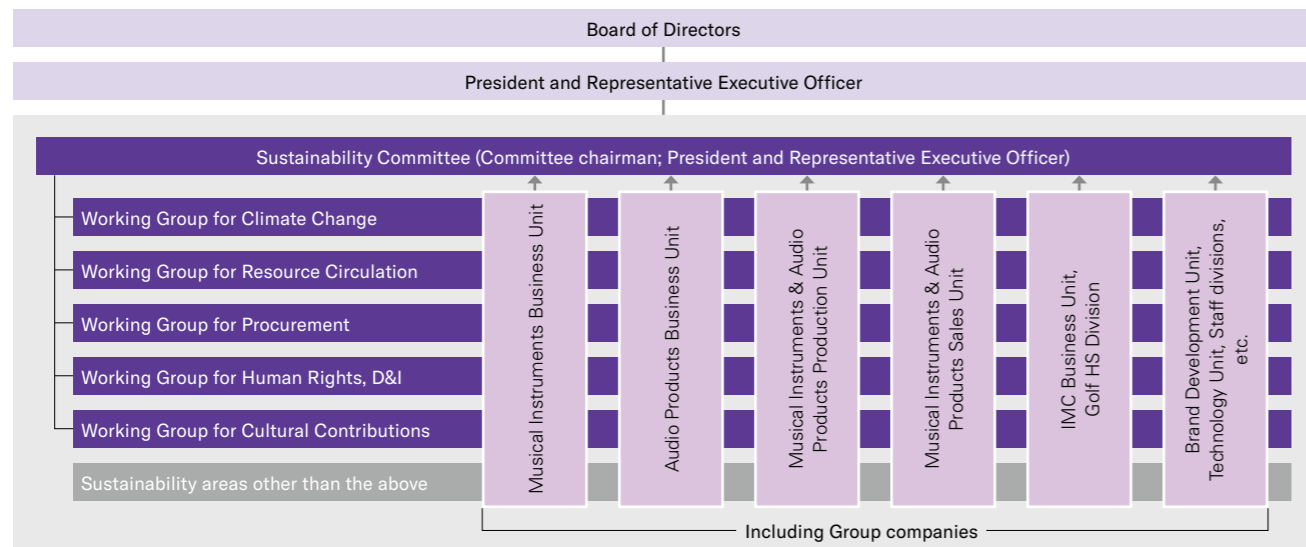 Board of Directors
President and Representative Executive Officer
Sustainability Committee (Committee chairman; President and Representative Executive Officer)
Working Group for Climate Change
Working Group for Resource Circulation
Working Group for Procurement
Working Group for Human Rights, D&I
Working Group for Cultural Contributions
Sustainability areas other than the above
Musical Instruments Business Unit
Audio Products Business Unit
Musical Instruments & Audio
Products Production Unit
Musical Instruments & Audio
Products Sales Unit
IMC Business Unit,
Golf HS Division
Brand Development Unit,
Technology Unit, Staff divisions,
etc.
Including Group companies